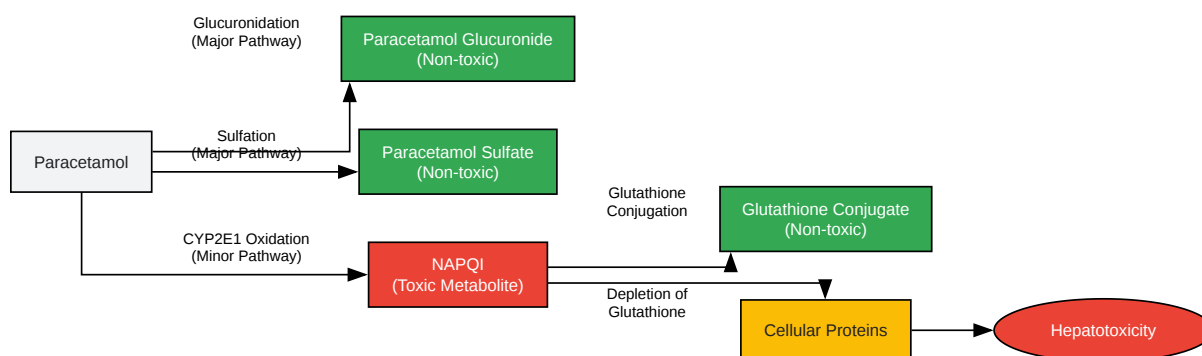 Glucuronidation
(Major Pathway)
Paracetamol Glucuronide
(Non-toxic)
Paracetamol
Sulfation
(Major Pathway)
Paracetamol Sulfate
(Non-toxic)
CYP2E1 Oxidation
(Minor Pathway)
NAPQI
(Toxic Metabolite)
Glutathione
Conjugation
Glutathione Conjugate
(Non-toxic)
Depletion of
Glutathione
Cellular Proteins
Hepatotoxicity